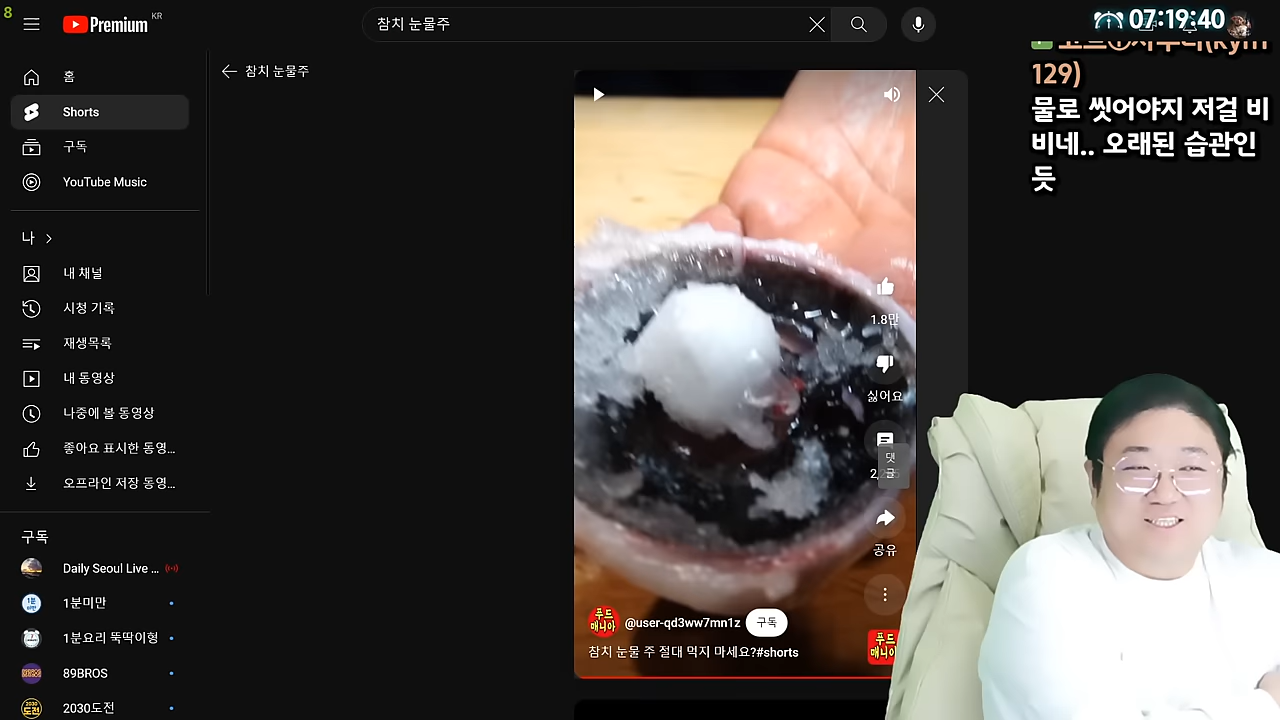 8
Premium KR
참치 눈물주
07:19:40
홈
Shorts
구독
YouTube Music
나
내 채널
시청 기록
재생목록
내 동영상
나중에 볼 동영상
좋아요 표시한 동영...
오프라인 저장 동영...
구독
Daily Seoul Live ...
1분미만
1분요리 뚝딱이형
89BROS
2030도전
참치 눈물주
1.8만
싫어요
댓글
공유
푸드
매니아
@user-qd3ww7mn1z
구독
참치 눈물 주 절대 먹지 마세요?#shorts
푸드
매니아
129)
물로 씻어야지 저걸 비
비네.. 오래된 습관인
듯